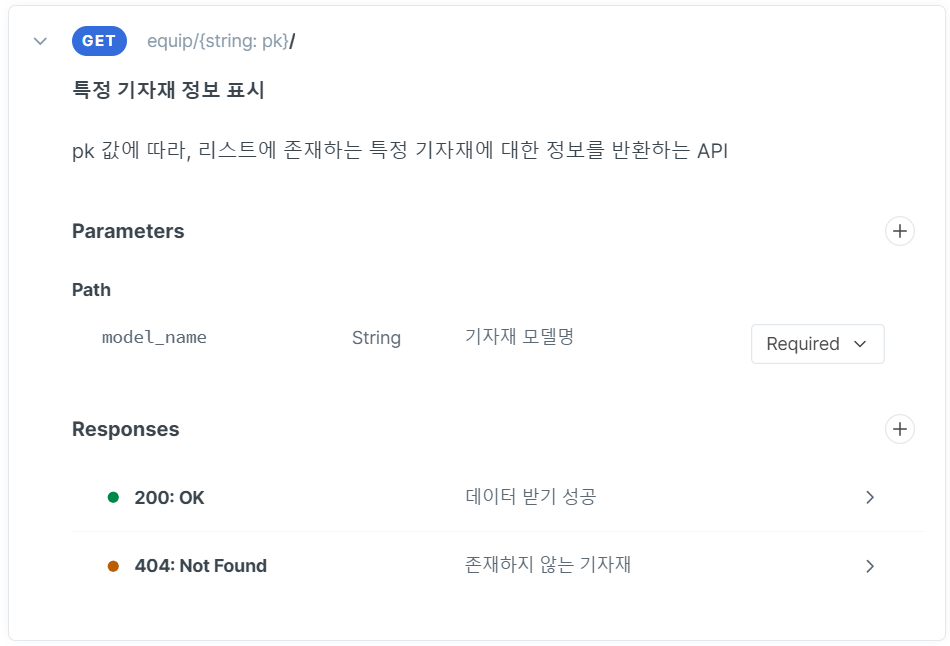 GET equip/{string: pk}/
특정 기자재 정보 표시
pk 값에 따라, 리스트에 존재하는 특정 기자재에 대한 정보를 반환하는 API
Parameters
Path
model_name String 기자재 모델명 Required
Responses
200: OK 데이터 받기 성공
404: Not Found 존재하지 않는 기자재